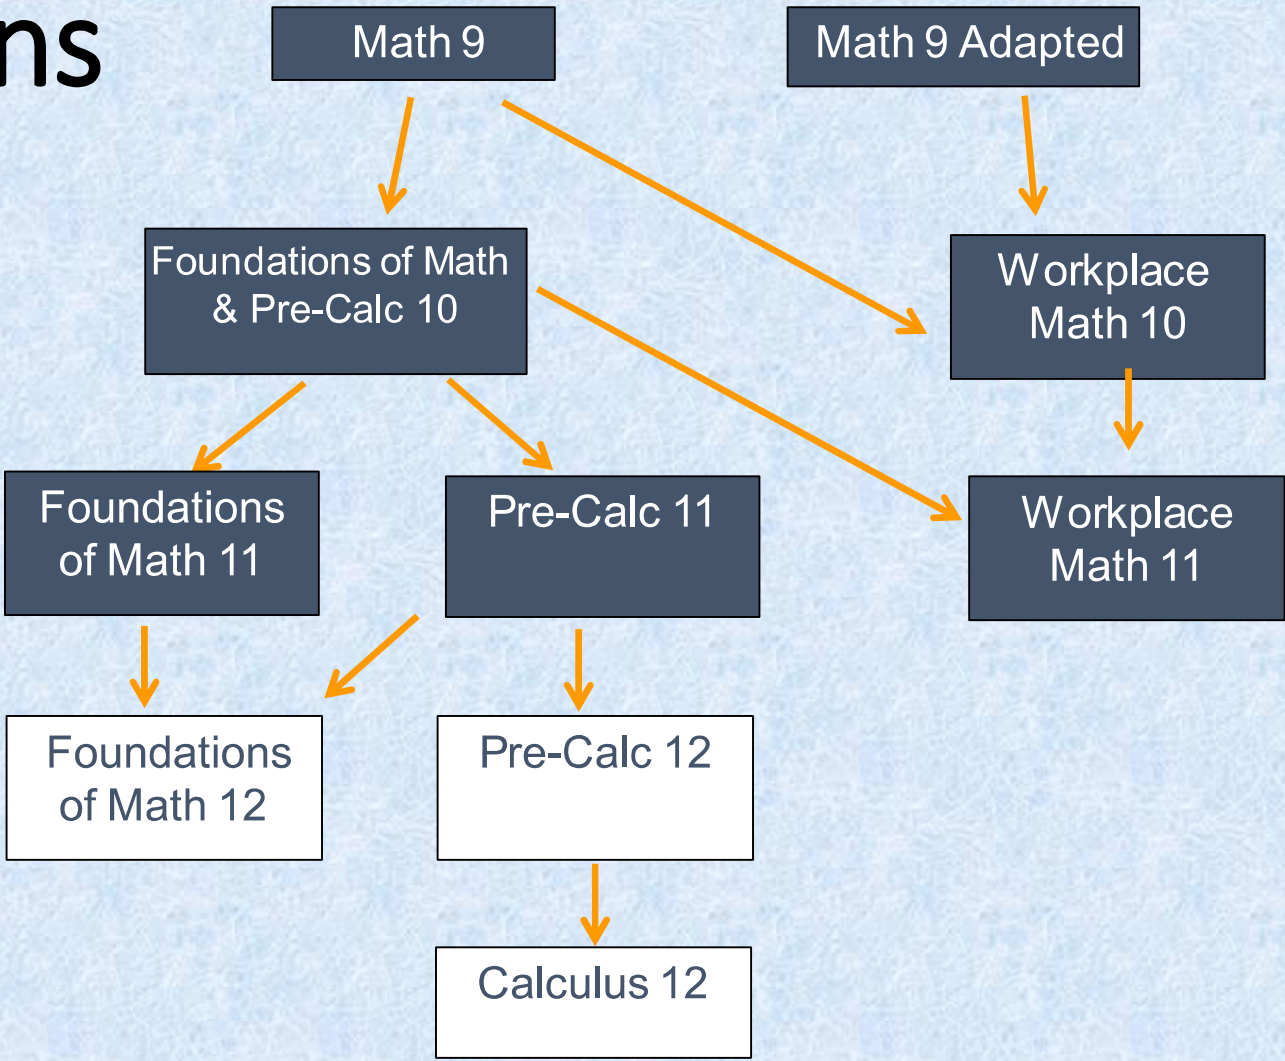 ns
Math 9
Math 9 Adapted
Foundations of Math
& Pre-Calc 10
Workplace
Math 10
Foundations
of Math 11
Pre-Calc 11
Workplace
Math 11
Foundations
of Math 12
Pre-Calc 12
Calculus 12